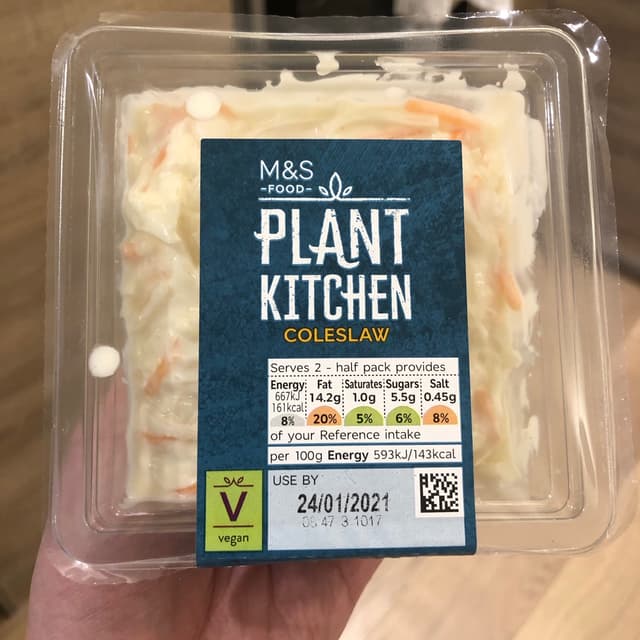 M&S
-FOOD-
PLANT
KITCHEN
COLESLAW
Serves 2 - half pack provides
Energy Fat Saturates Sugars Salt
667kJ 14.2g 1.0g 5.5g 0.45g
161kcal
8% 20% 5% 6% 8%
of your Reference intake
per 100g Energy 593kJ/143kcal
V
vegan
USE BY
24/01/2021
06 47 3 1017